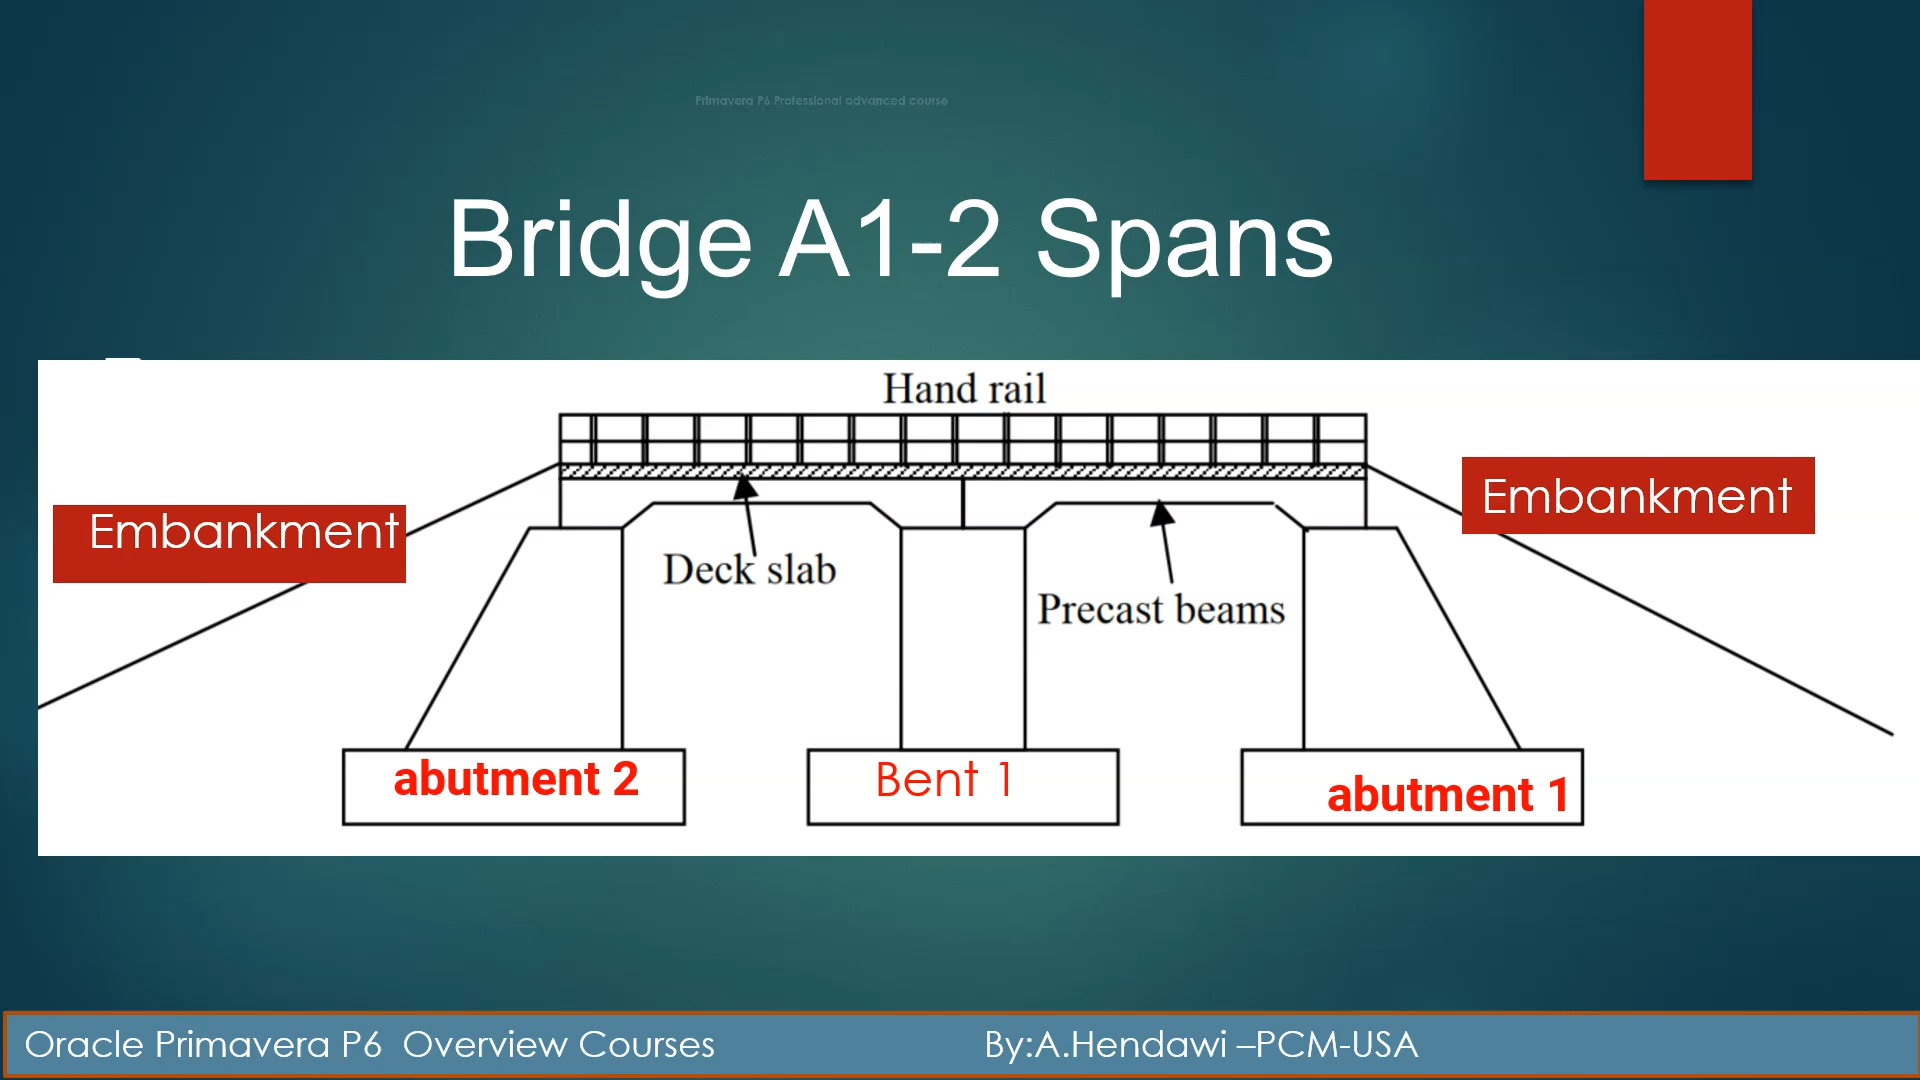 Primavera P6 Professional advanced course
Bridge A1-2 Spans
Hand rail
Embankment
Embankment
Deck slab
Precast beams
abutment 2
Bent 1
abutment 1
Oracle Primavera P6 Overview Courses
By:A.Hendawi –PCM-USA